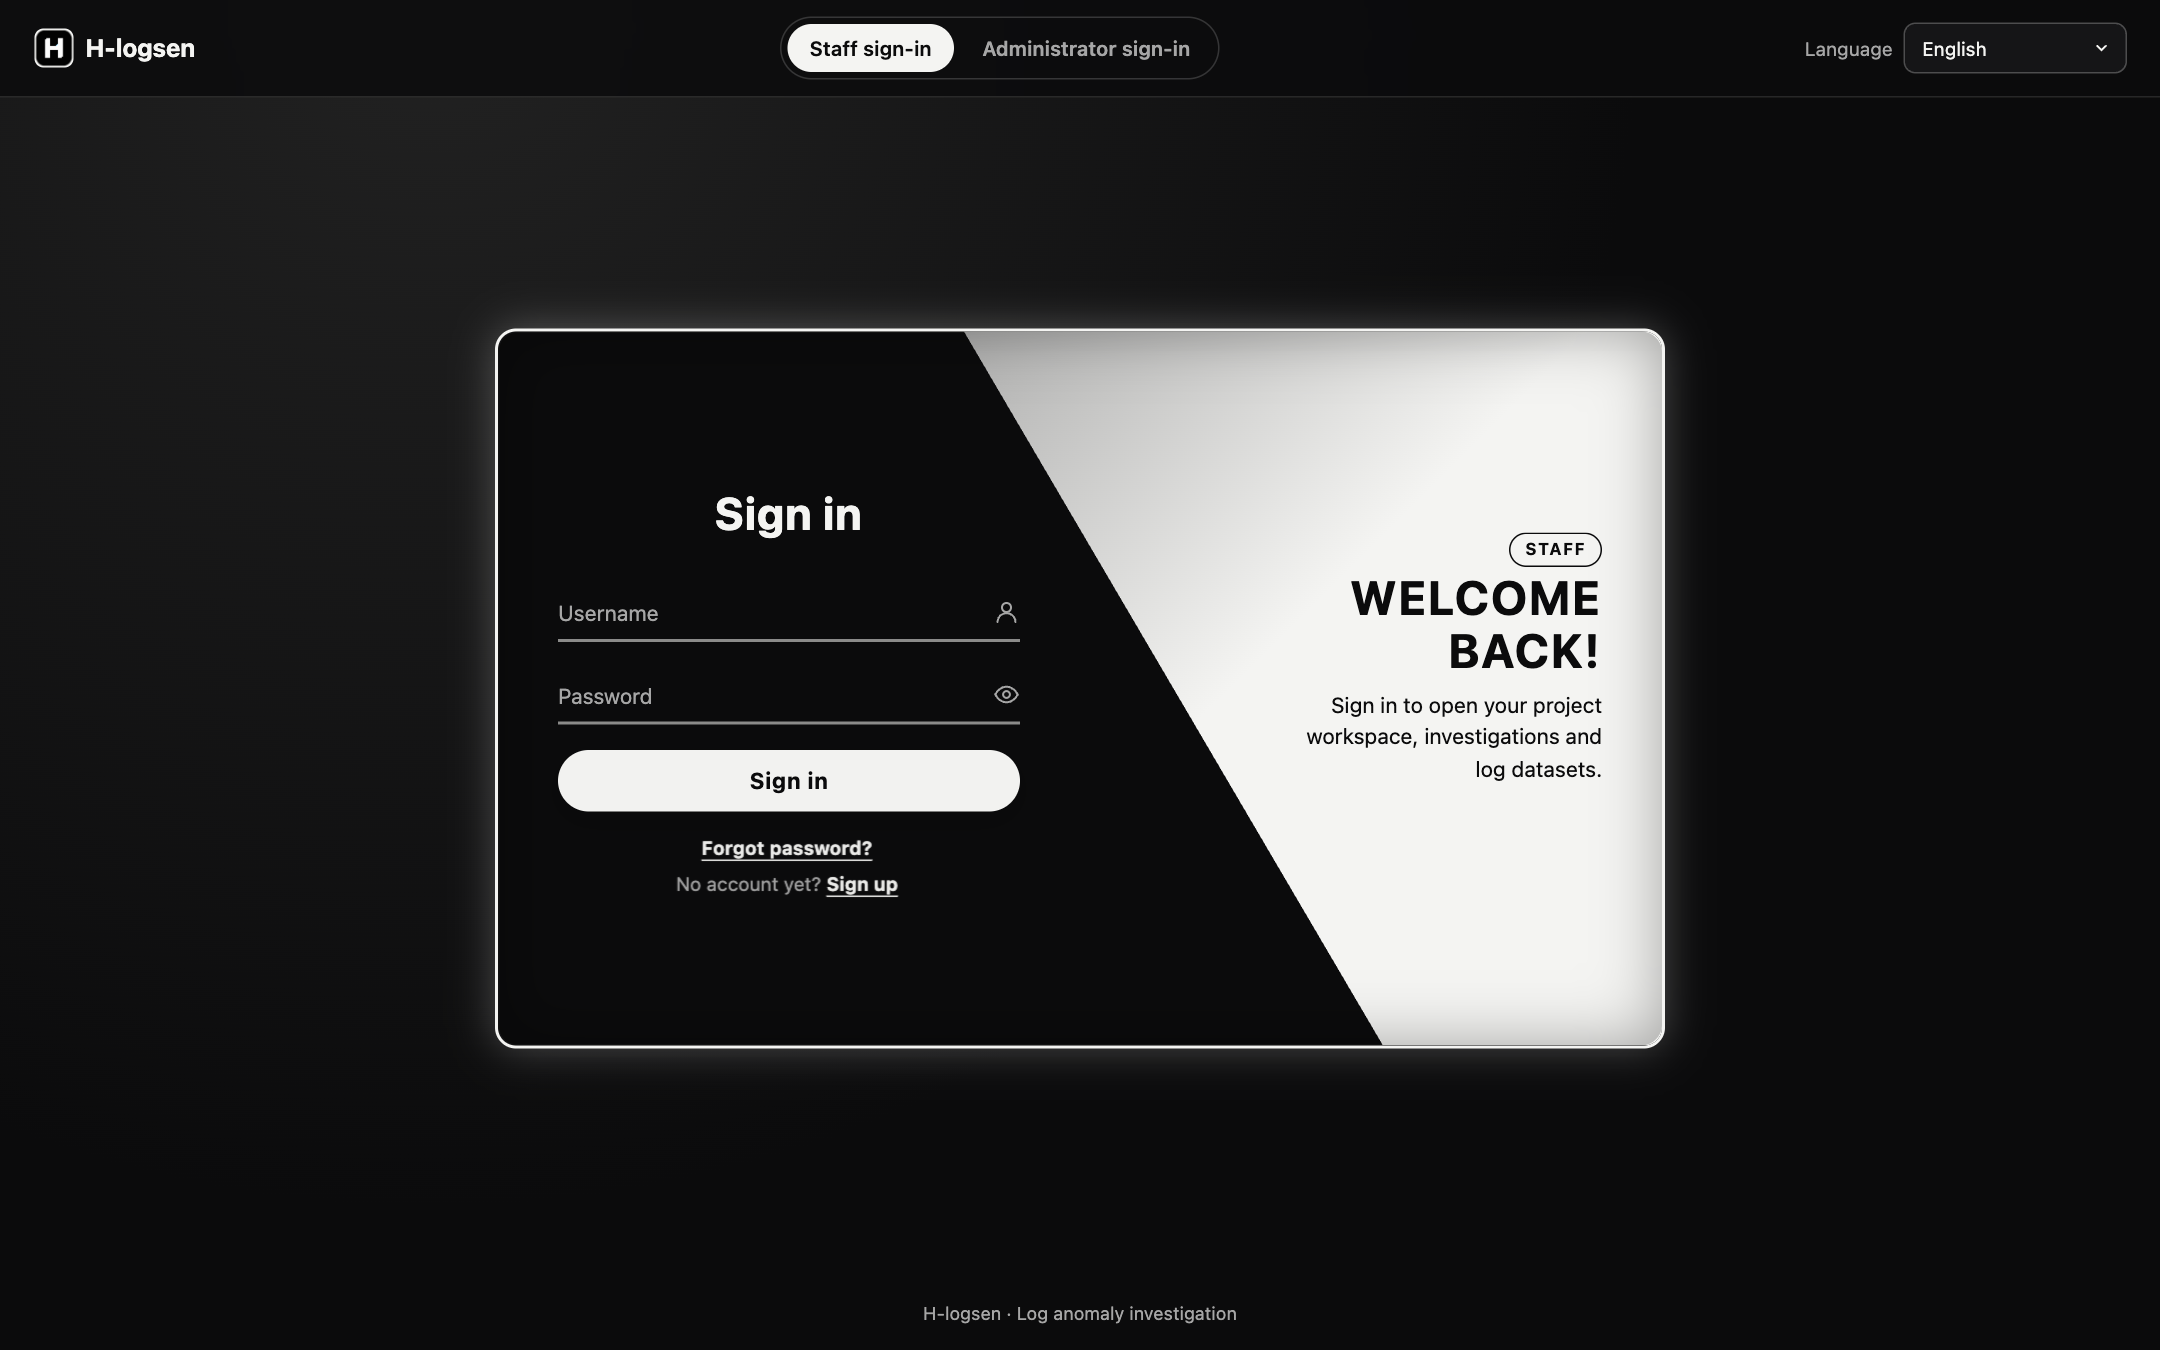 H H-logsen
Staff sign-in
Administrator sign-in
Language
English
Sign in
Username
Password
Sign in
Forgot password?
No account yet? Sign up
STAFF
WELCOME
BACK!
Sign in to open your project
workspace, investigations and
log datasets.
H-logsen · Log anomaly investigation